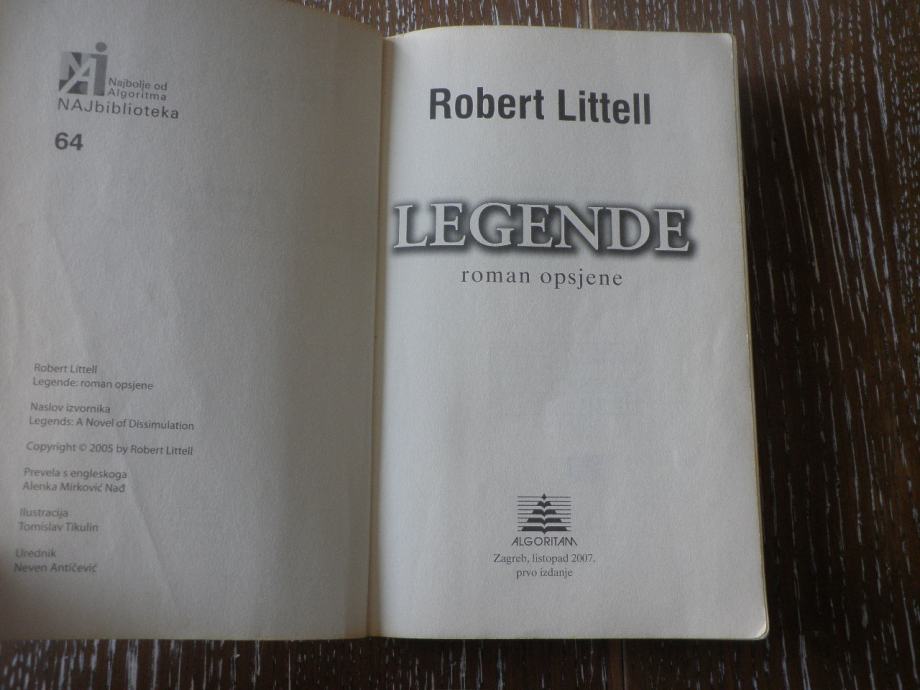 Najbolje od
Algoritma
NAJbiblioteka
64
Robert Littell
Legende: roman opsjene
Naslov izvornika
Legends: A Novel of Dissimulation
Copyright © 2005 by Robert Littell
Prevela s engleskoga
Alenka Mirković Nađ
Ilustracija
Tomislav Tikulin
Urednik
Neven Antičević
Robert Littell
LEGENDE
roman opsjene
ALGORITAM
Zagreb, listopad 2007.
prvo izdanje